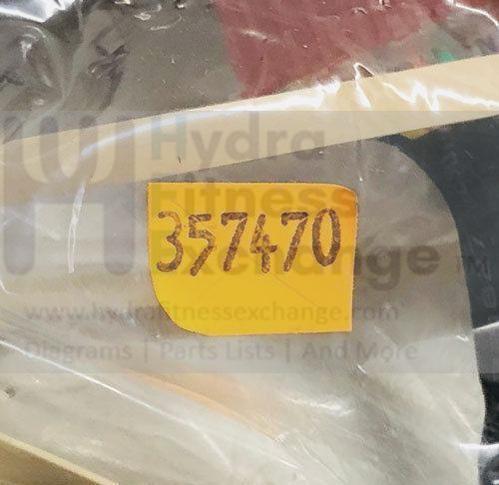 Hydra
Fitness
357470
Exchange
www.hydrafitnessexchange.com
Diagrams | Parts Lists | And More